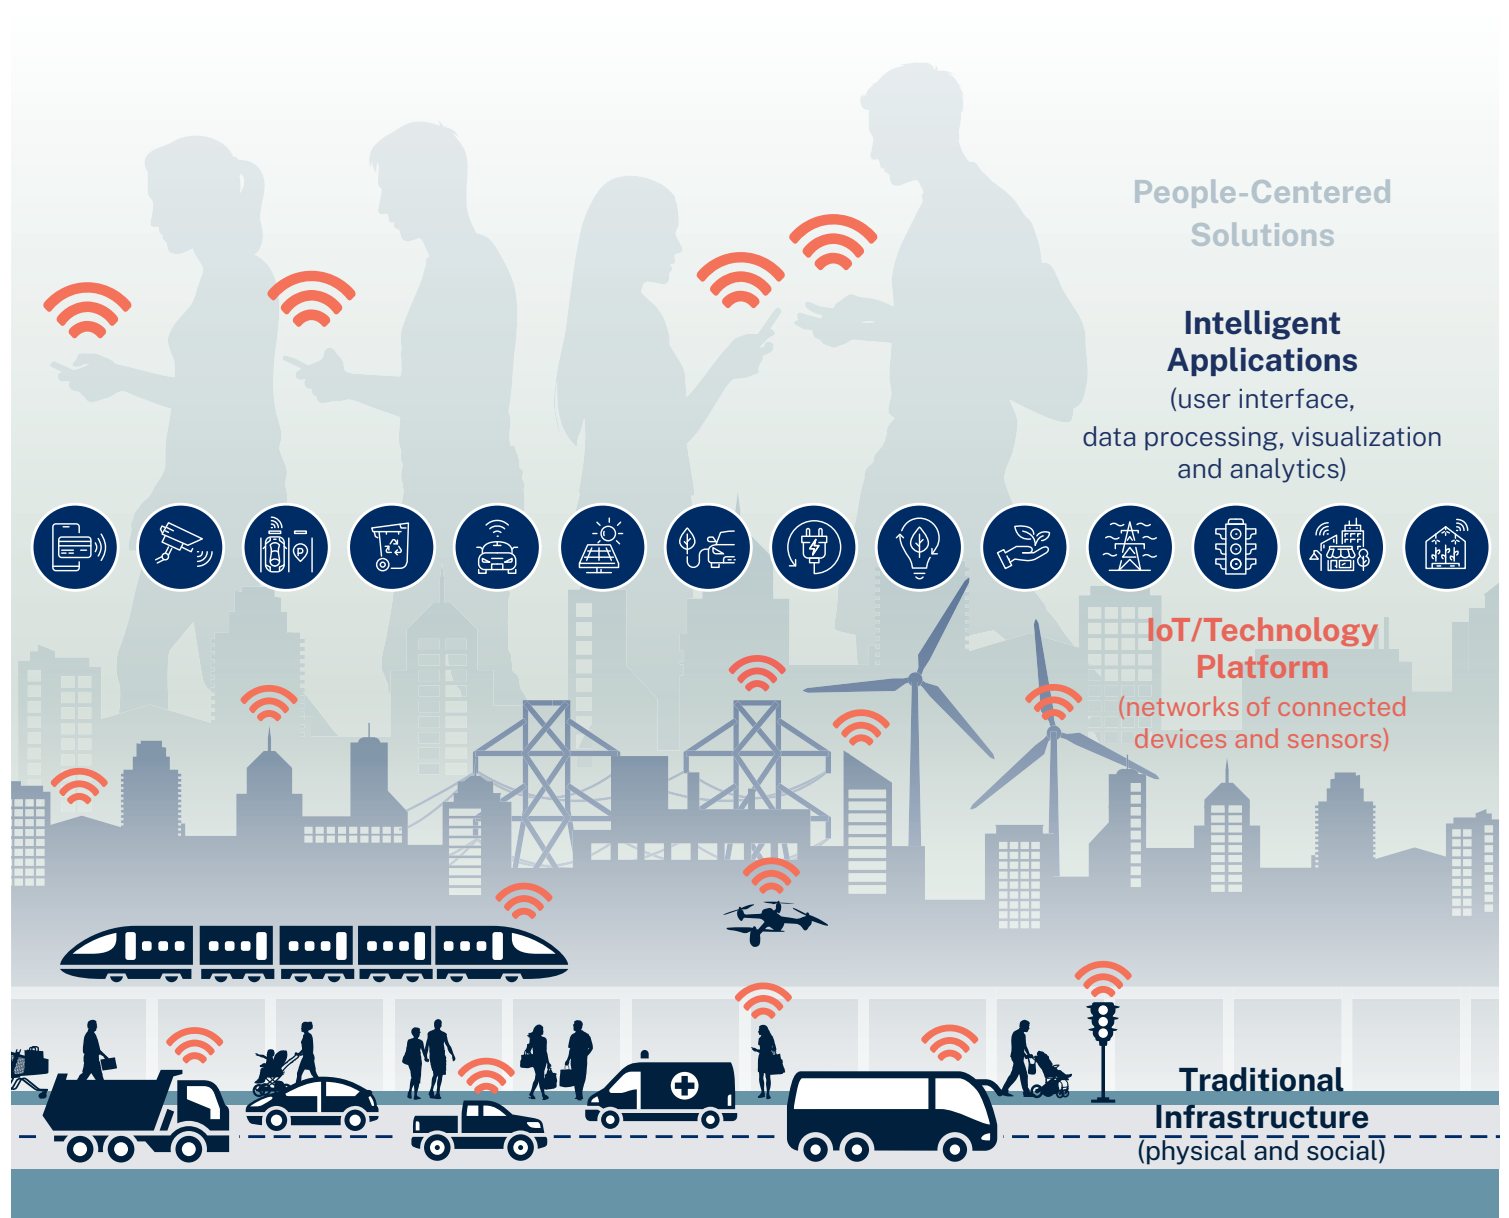 People-Centered
Solutions
Intelligent
Applications
(user interface,
data processing, visualization
and analytics)
P
IoT/Technology
Platform
(networks of connected
devices and sensors)
Traditional
Infrastructure
(physical and social)